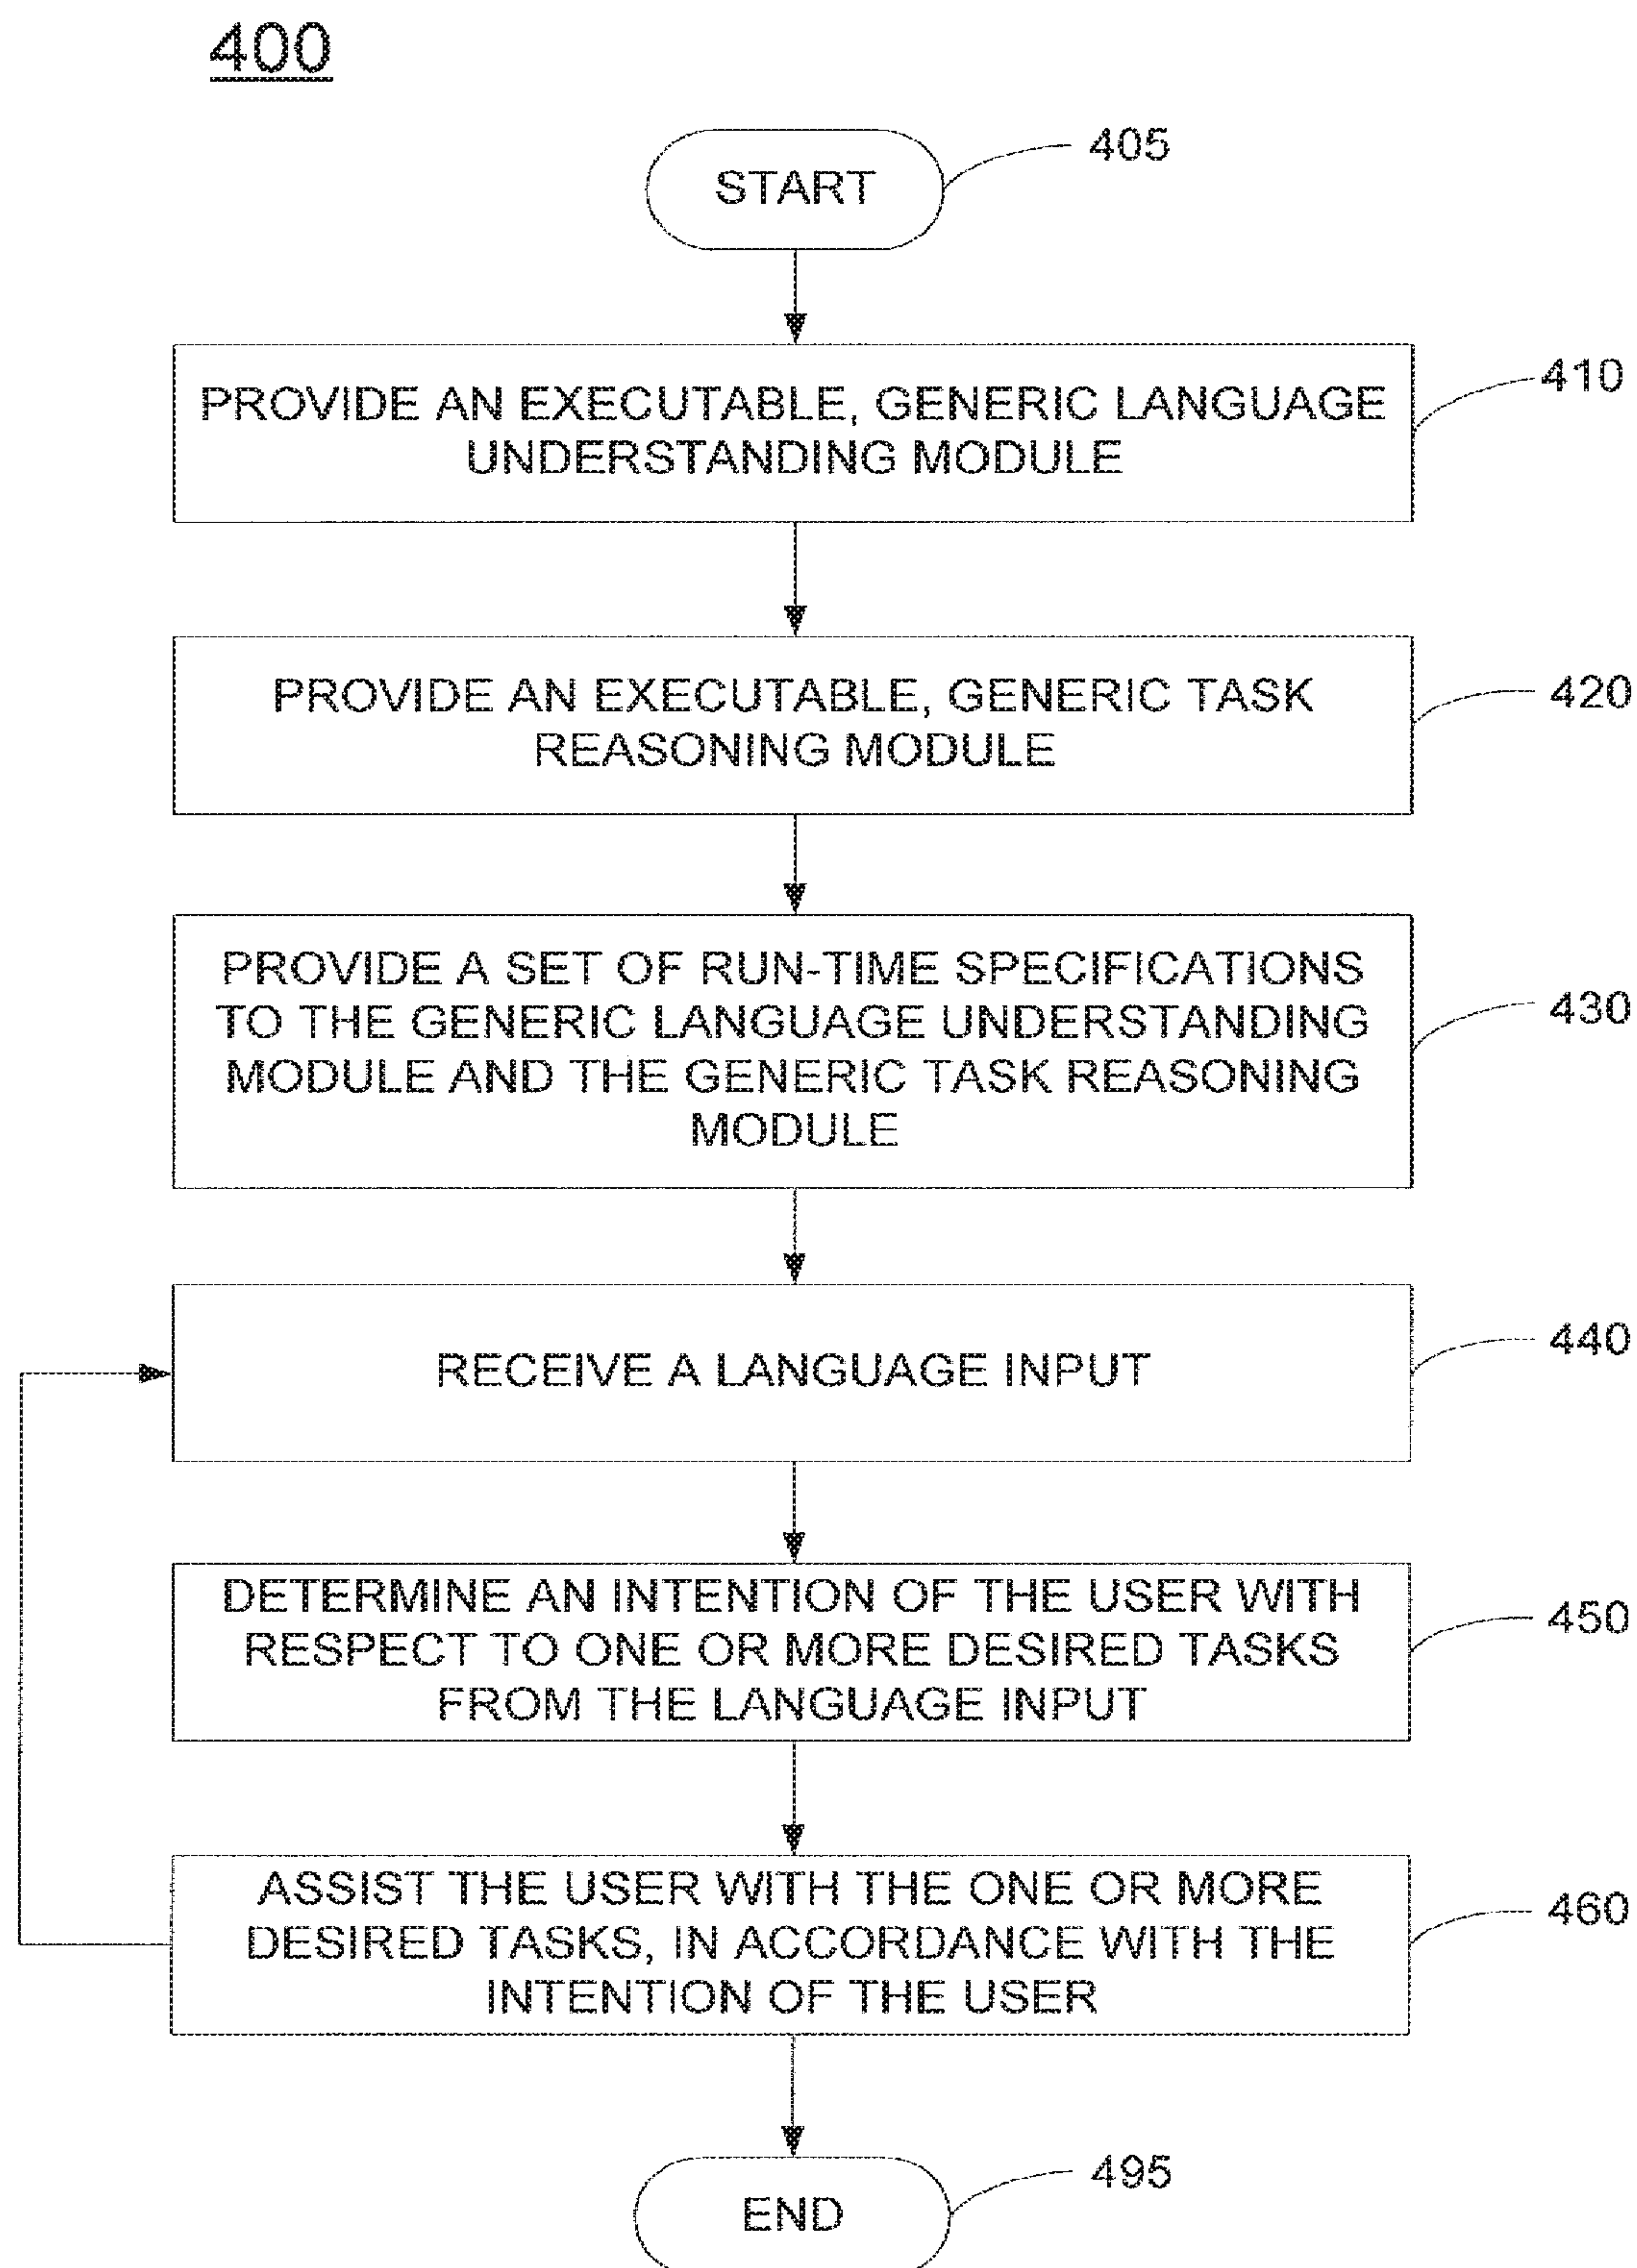 400
START
405
PROVIDE AN EXECUTABLE, GENERIC LANGUAGE
UNDERSTANDING MODULE
410
PROVIDE AN EXECUTABLE, GENERIC TASK
REASONING MODULE
420
PROVIDE A SET OF RUN-TIME SPECIFICATIONS
TO THE GENERIC LANGUAGE UNDERSTANDING
MODULE AND THE GENERIC TASK REASONING
MODULE
430
RECEIVE A LANGUAGE INPUT
440
DETERMINE AN INTENTION OF THE USER WITH
RESPECT TO ONE OR MORE DESIRED TASKS
FROM THE LANGUAGE INPUT
450
ASSIST THE USER WITH THE ONE OR MORE
DESIRED TASKS, IN ACCORDANCE WITH THE
INTENTION OF THE USER
460
END
495